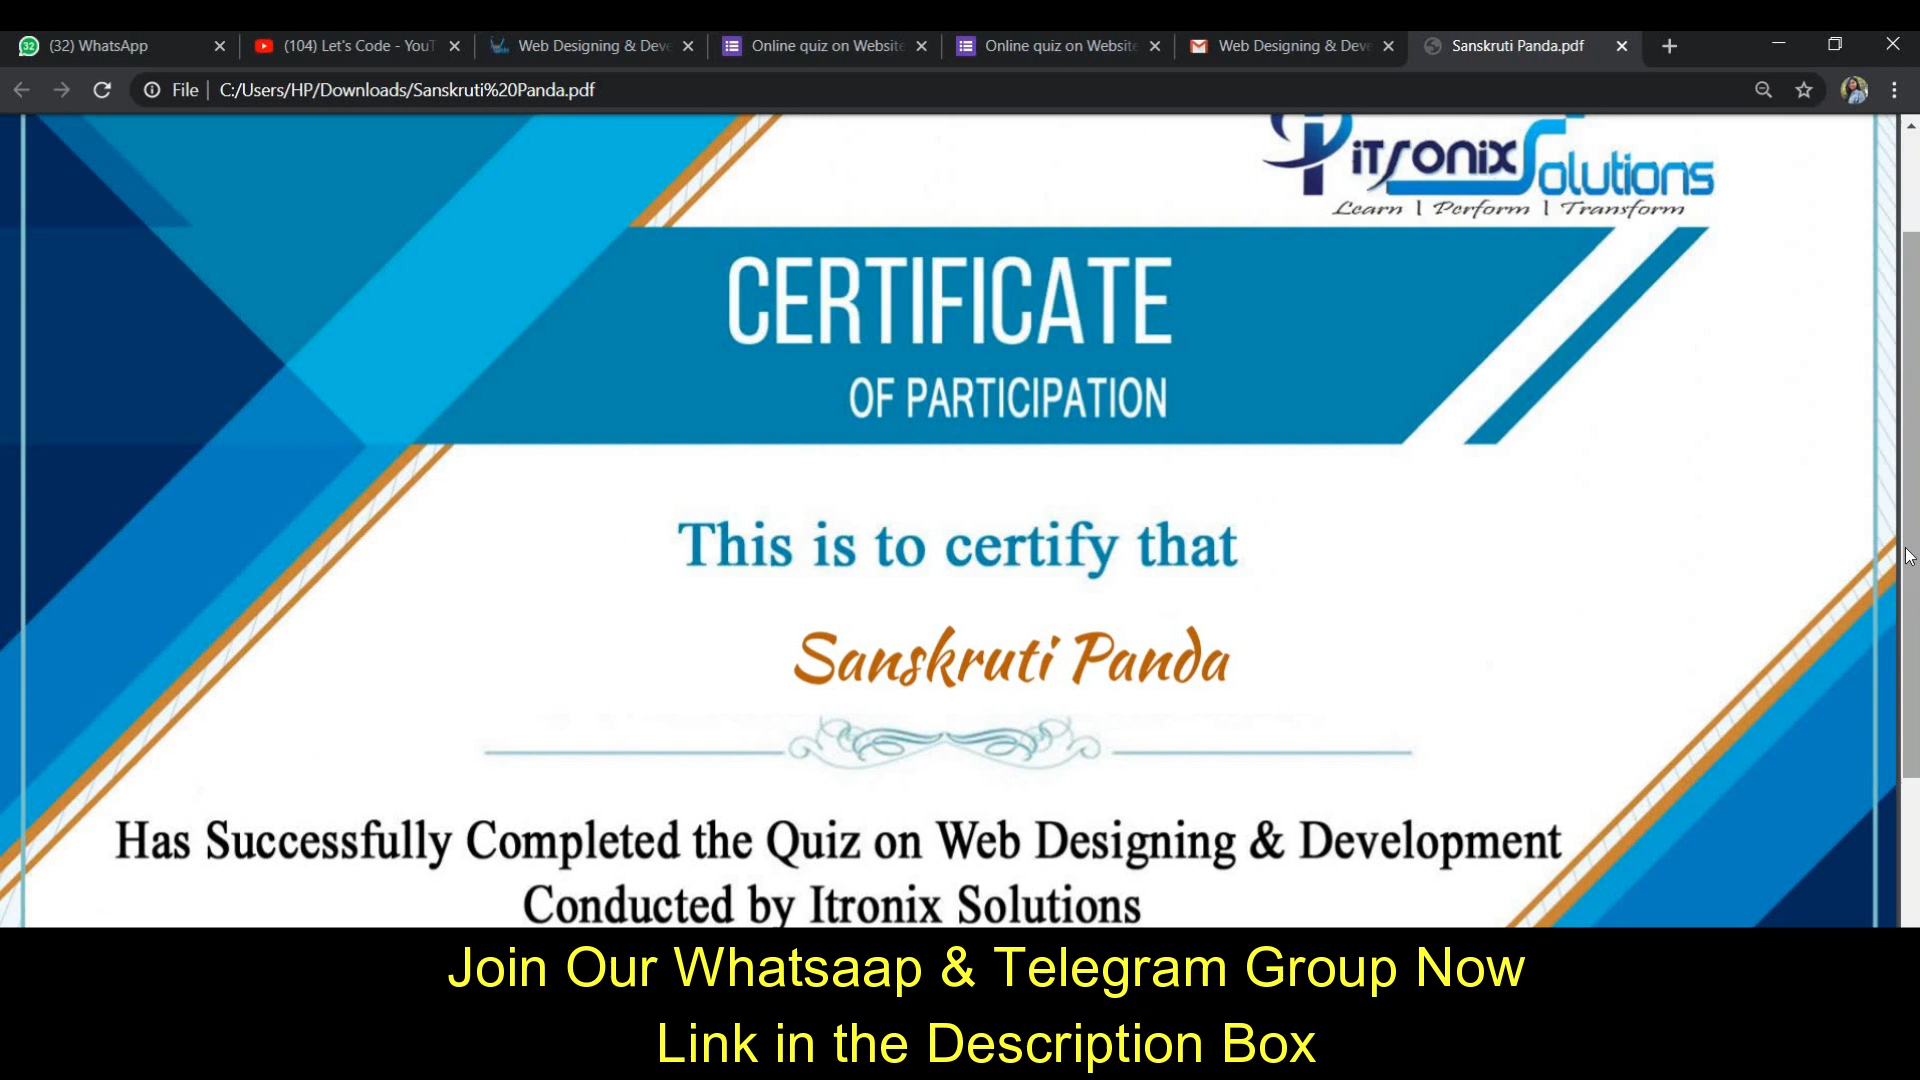 (32) WhatsApp
(104) Let's Code - YouT
Web Designing & Deve
Online quiz on Website
Online quiz on Website
Web Designing & Deve
Sanskruti Panda.pdf
File
C:/Users/HP/Downloads/Sanskruti%20Panda.pdf
iTronix Solutions
Learn | Perform | Transform
CERTIFICATE
OF PARTICIPATION
This is to certify that
Sanskruti Panda
Has Successfully Completed the Quiz on Web Designing & Development
Conducted by Itronix Solutions
Join Our Whatsaap & Telegram Group Now
Link in the Description Box